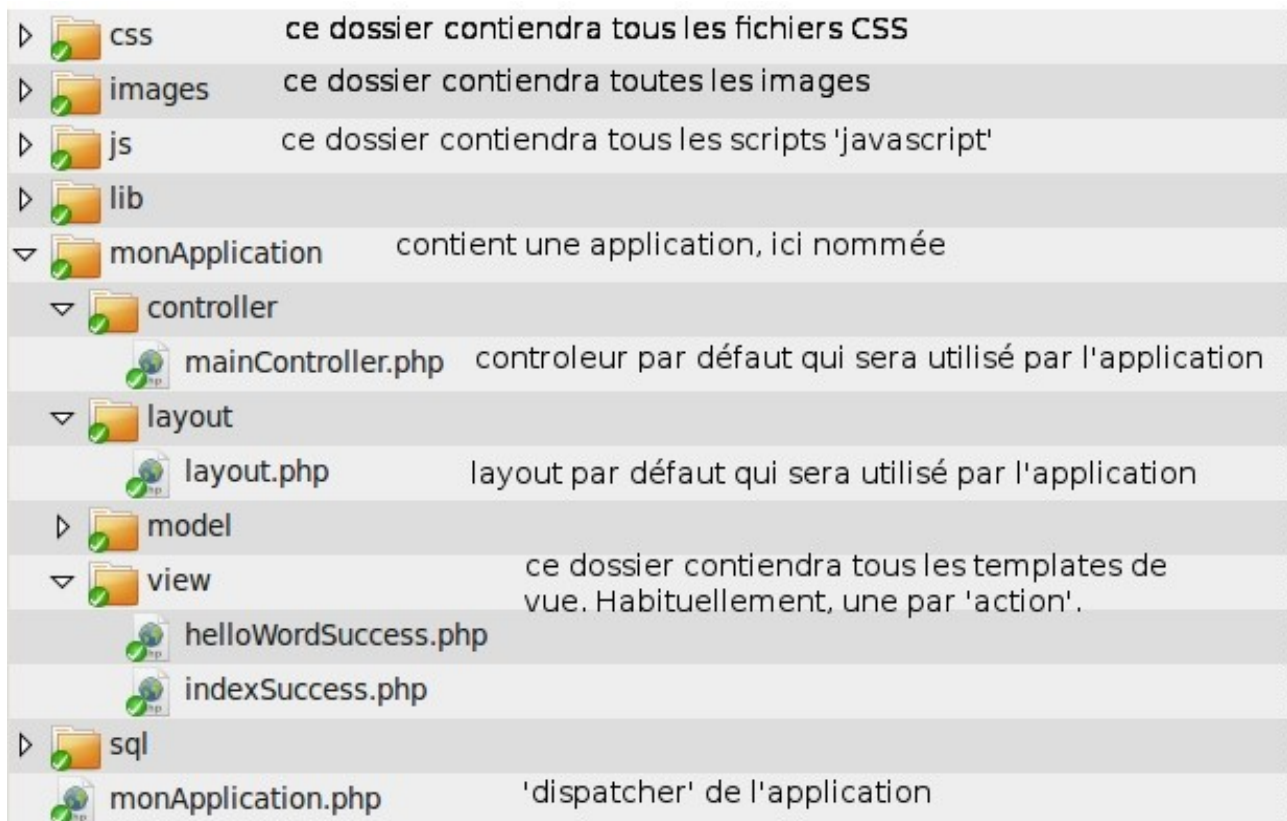 css ce dossier contiendra tous les fichiers CSS
images ce dossier contiendra toutes les images
js ce dossier contiendra tous les scripts 'javascript'
lib
monApplication contient une application, ici nommée
controller
mainController.php controleur par défaut qui sera utilisé par l'application
layout
layout.php layout par défaut qui sera utilisé par l'application
model
view ce dossier contiendra tous les templates de
vue. Habituellement, une par 'action'.
helloWordSuccess.php
indexSuccess.php
sql
monApplication.php 'dispatcher' de l'application